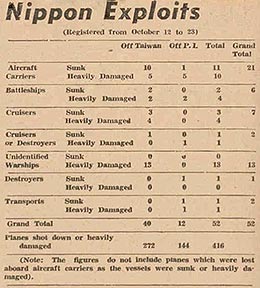 Nippon Exploits
(Registered from October 12 to 23)
Off Taiwan Off P.I. Total Grand Total
Aircraft Carriers Sunk 10 1 11 21
Heavily Damaged 5 5 10
Battleships Sunk 2 0 2 6
Heavily Damaged 2 2 4
Cruisers Sunk 3 0 3 7
Heavily Damaged 4 0 4
Cruisers or Destroyers Sunk 1 0 1 2
Heavily Damaged 0 1 1
Unidentified Warships Sunk 0 0 0
Heavily Damaged 13 0 13 13
Destroyers Sunk 0 1 1 1
Heavily Damaged 0 0 0
Transports Sunk 0 1 1 2
Heavily Damaged 0 1 1
Grand Total 40 12 52 52
Planes shot down or heavily
damaged 272 144 416
(Note: The figures do not include planes which were lost
aboard aircraft carriers as the vessels were sunk or heavily da-
maged).